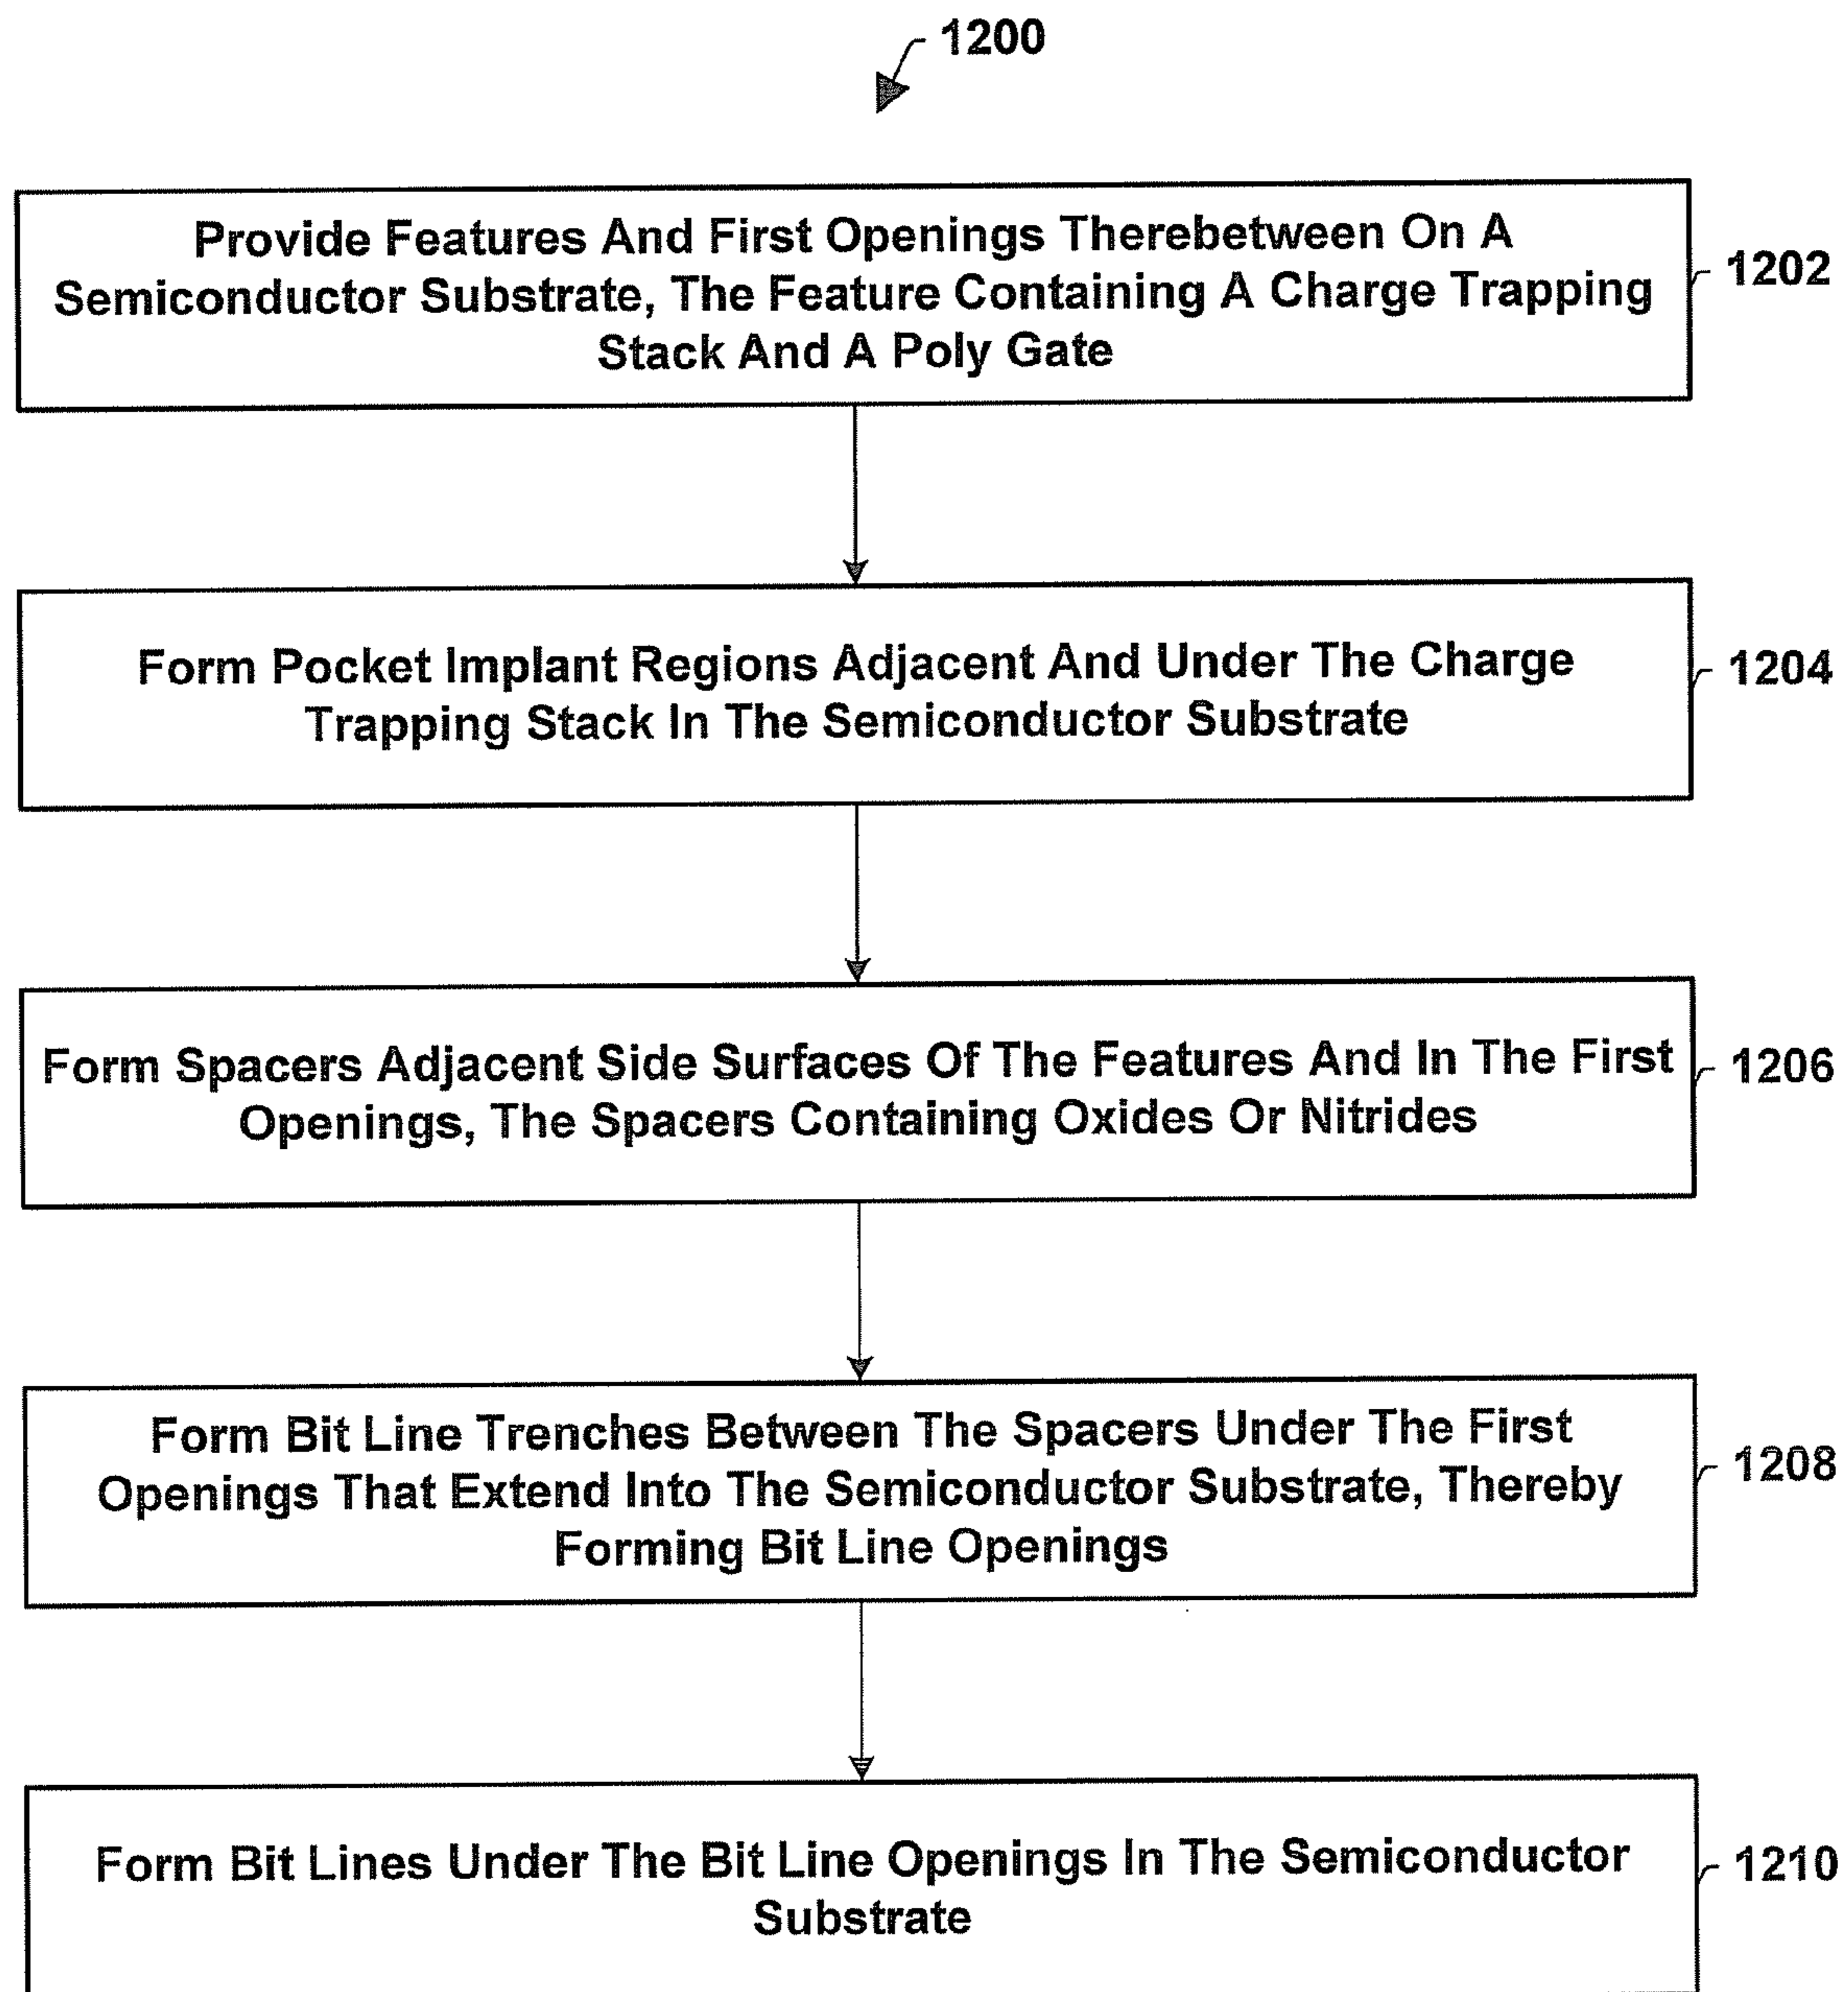 1200
Provide Features And First Openings Therebetween On A
Semiconductor Substrate, The Feature Containing A Charge Trapping
Stack And A Poly Gate
1202
Form Pocket Implant Regions Adjacent And Under The Charge
Trapping Stack In The Semiconductor Substrate
1204
Form Spacers Adjacent Side Surfaces Of The Features And In The First
Openings, The Spacers Containing Oxides Or Nitrides
1206
Form Bit Line Trenches Between The Spacers Under The First
Openings That Extend Into The Semiconductor Substrate, Thereby
Forming Bit Line Openings
1208
Form Bit Lines Under The Bit Line Openings In The Semiconductor
Substrate
1210